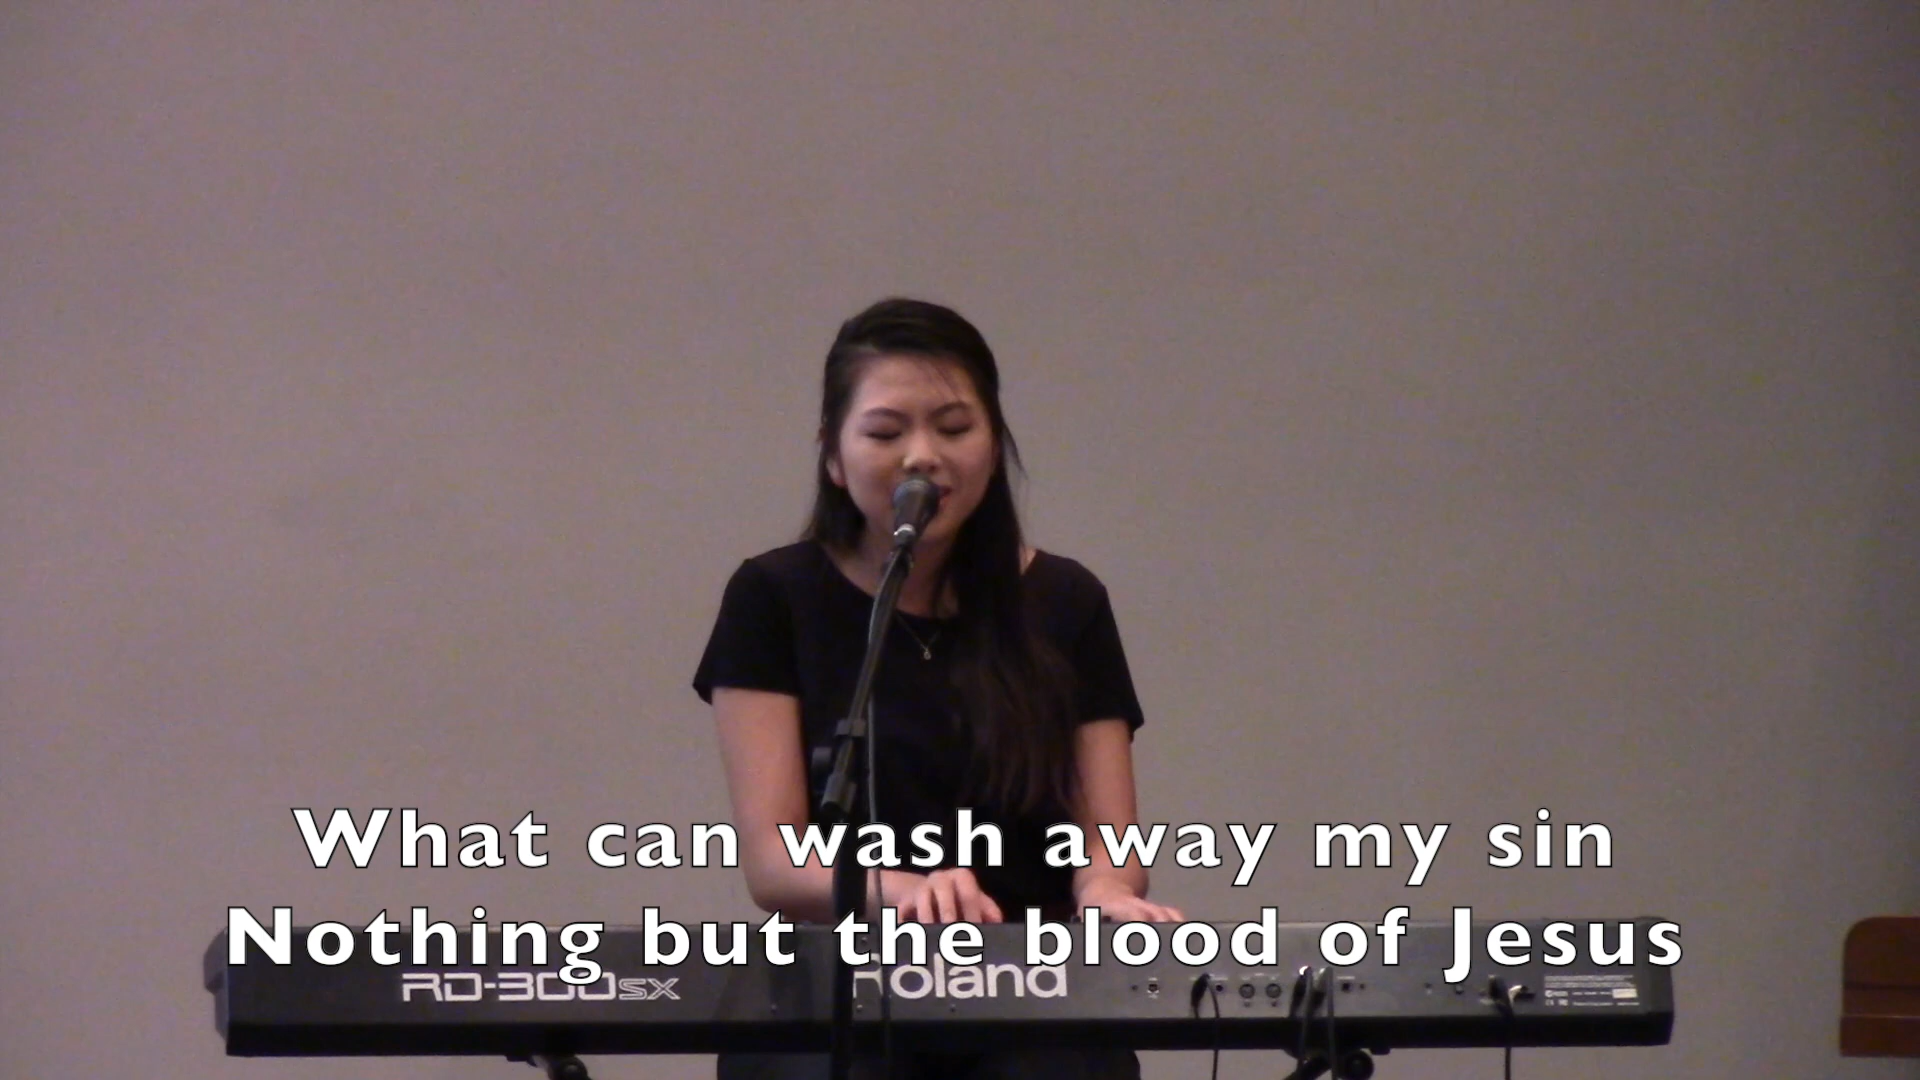 What can wash away my sin
Nothing but the blood of Jesus
RD-300SX
Roland